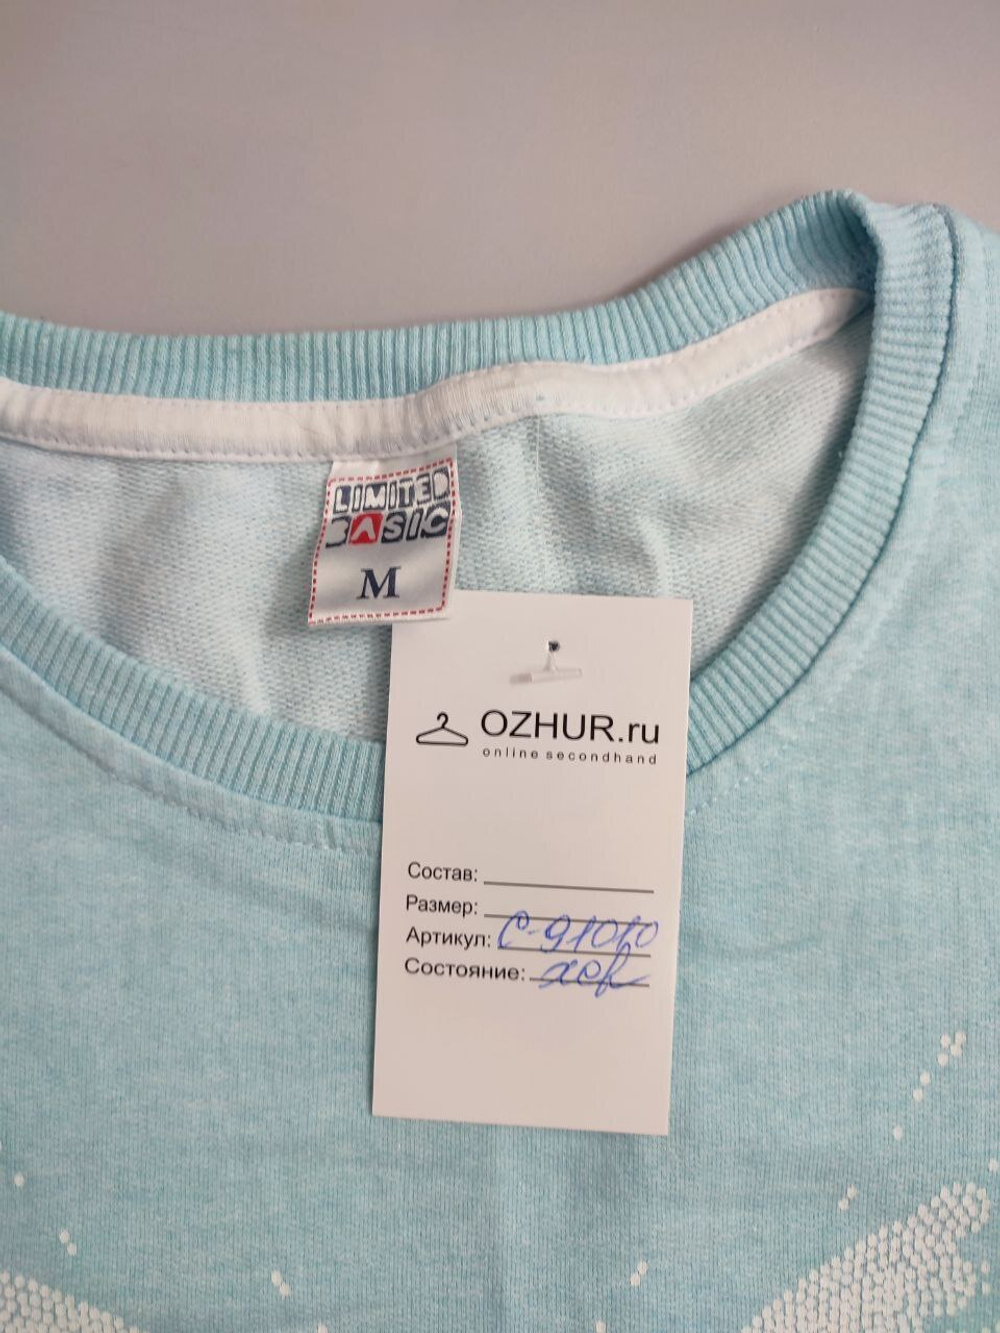 LIMITED
BASIC
M
OZHUR.ru
online secondhand
Состав:
Размер:
Артикул: С-91010
Состояние: хор